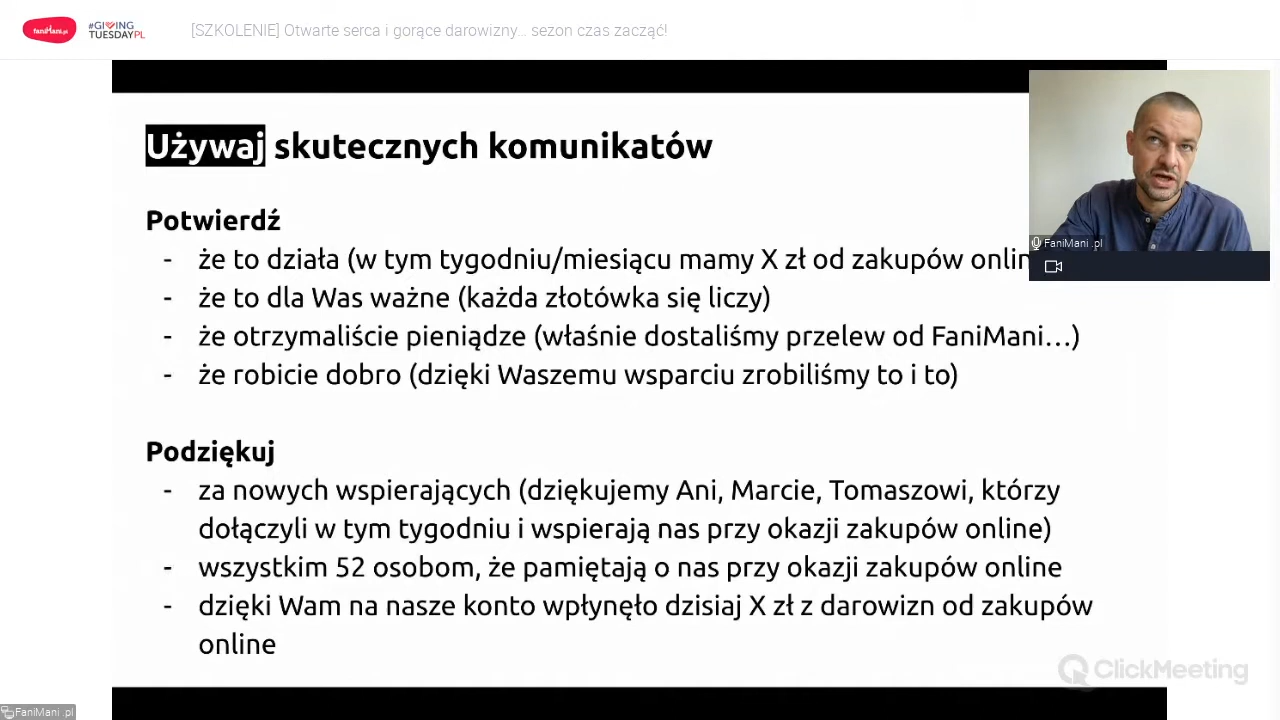 faniMani.pl
#GIVING
TUESDAYPL
[SZKOLENIE] Otwarte serca i gorące darowizny... sezon czas zacząć!
Używaj skutecznych komunikatów
Potwierdź
- że to działa (w tym tygodniu/miesiącu mamy X zł od zakupów onlin
- że to dla Was ważne (każda złotówka się liczy)
- że otrzymaliście pieniądze (właśnie dostaliśmy przelew od FaniMani...)
- że robicie dobro (dzięki Waszemu wsparciu zrobiliśmy to i to)
Podziękuj
- za nowych wspierających (dziękujemy Ani, Marcie, Tomaszowi, którzy
dołączyli w tym tygodniu i wspierają nas przy okazji zakupów online)
- wszystkim 52 osobom, że pamiętają o nas przy okazji zakupów online
- dzięki Wam na nasze konto wpłynęło dzisiaj X zł z darowizn od zakupów
online
FaniMani .pl
ClickMeeting
FaniMani .pl